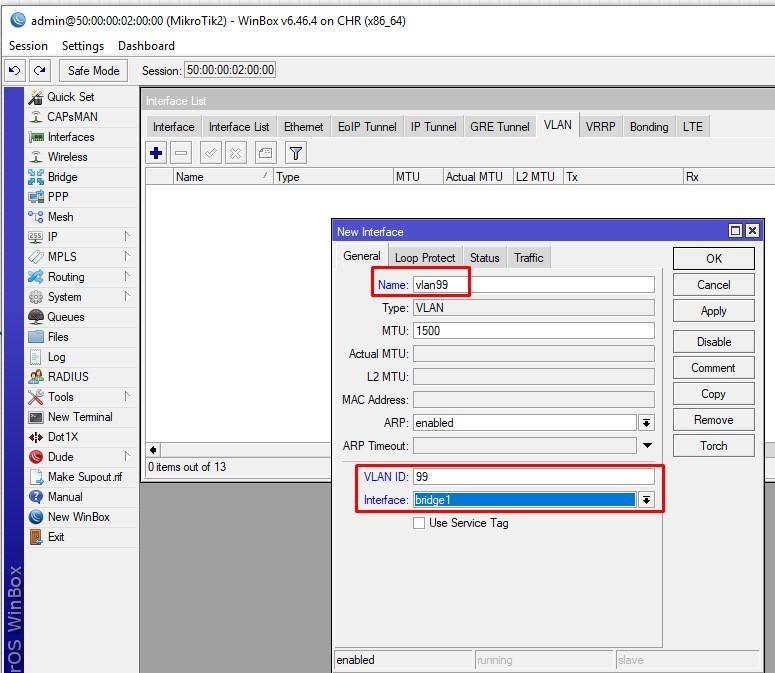 admin@50:00:00:02:00:00 (MikroTik2) - WinBox v6.46.4 on CHR (x86_64)
Session Settings Dashboard
Safe Mode Session: 50:00:00:02:00:00
Quick Set
CAPsMAN
Interfaces
Wireless
Bridge
PPP
Mesh
IP
MPLS
Routing
System
Queues
Files
Log
RADIUS
Tools
New Terminal
Dot1X
Dude
Make Supout.rif
Manual
New WinBox
Exit
rOS WinBox
Interface List
Interface Interface List Ethernet EoIP Tunnel IP Tunnel GRE Tunnel VLAN VRRP Bonding LTE
Name Type MTU Actual MTU L2 MTU Tx Rx
0 items out of 13
New Interface
General Loop Protect Status Traffic
Name: vlan99
Type: VLAN
MTU: 1500
Actual MTU:
L2 MTU:
MAC Address:
ARP: enabled
ARP Timeout:
VLAN ID: 99
Interface: bridge1
Use Service Tag
OK
Cancel
Apply
Disable
Comment
Copy
Remove
Torch
enabled running slave